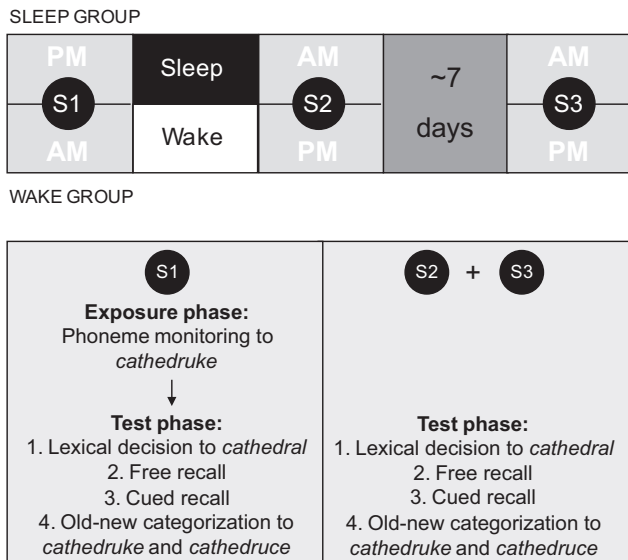 SLEEP GROUP
PM Sleep AM ~7 AM
S1 S2 days S3
AM Wake PM PM
WAKE GROUP
S1
Exposure phase:
Phoneme monitoring to
cathedruke
Test phase:
1. Lexical decision to cathedral
2. Free recall
3. Cued recall
4. Old-new categorization to
cathedruke and cathedruce
S2 + S3
Test phase:
1. Lexical decision to cathedral
2. Free recall
3. Cued recall
4. Old-new categorization to
cathedruke and cathedruce